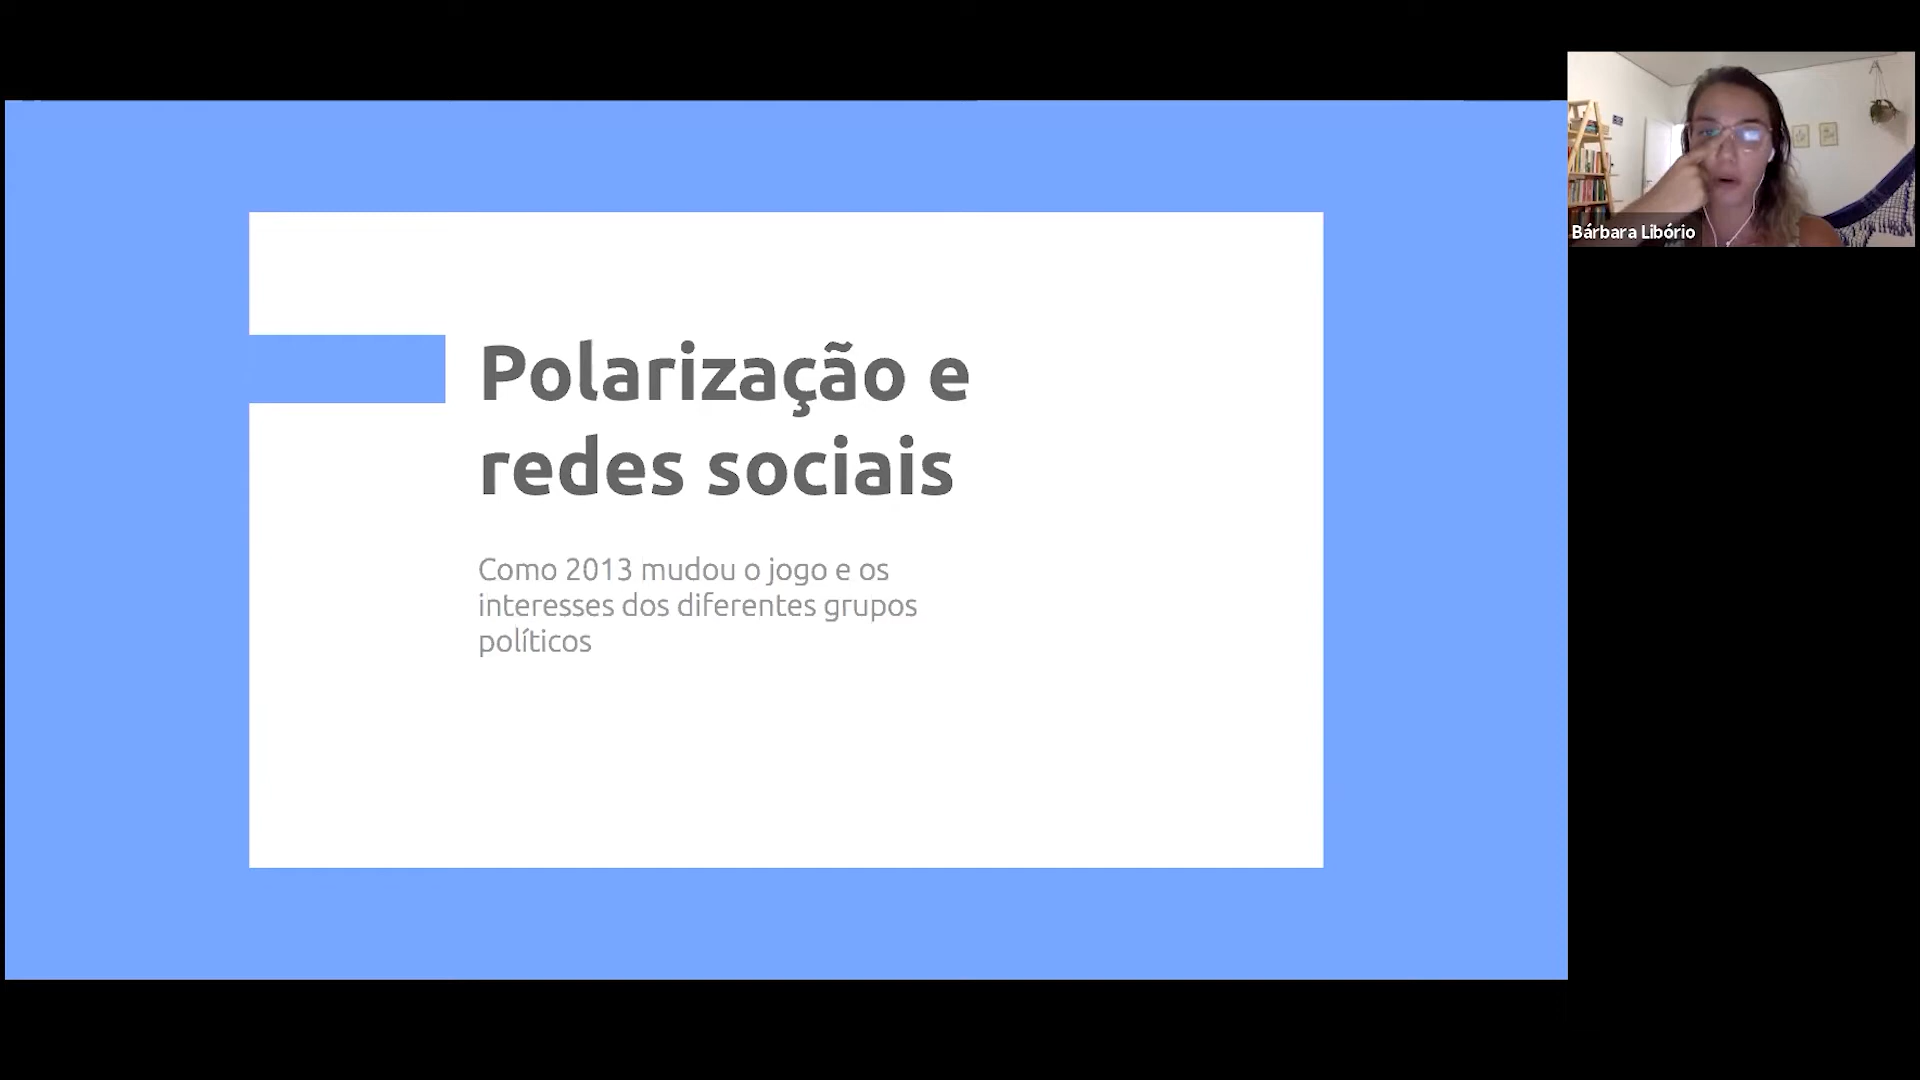 Polarização e
redes sociais
Como 2013 mudou o jogo e os
interesses dos diferentes grupos
políticos
Bárbara Libório